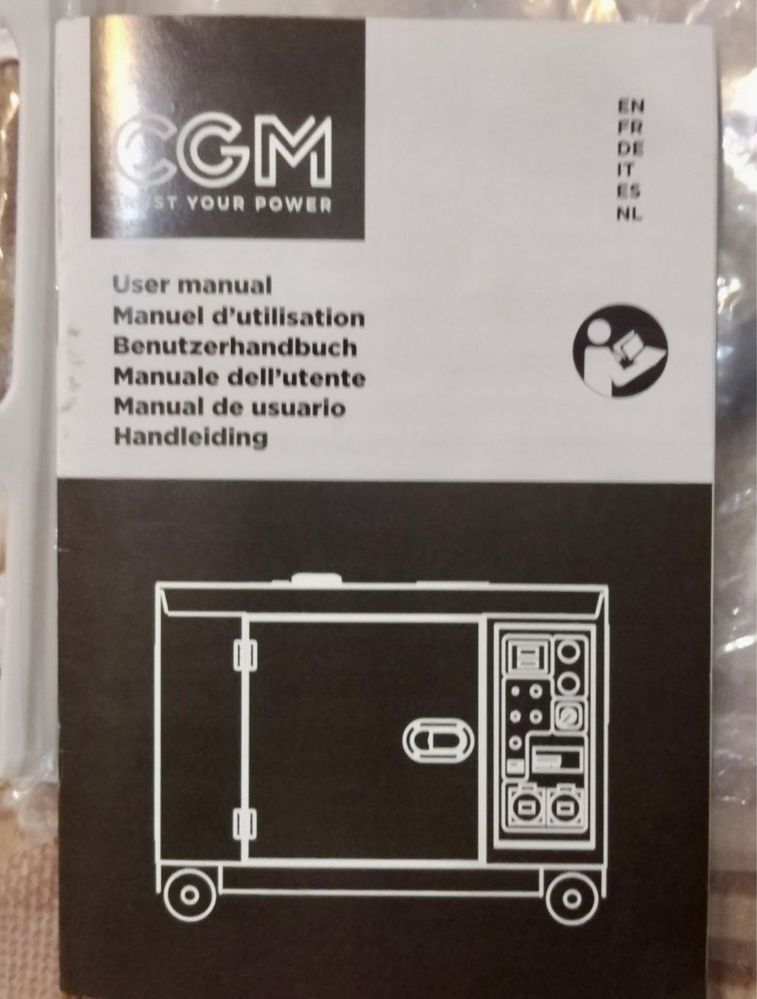 CGM
TRUST YOUR POWER
EN
FR
DE
IT
ES
NL
User manual
Manuel d'utilisation
Benutzerhandbuch
Manuale dell'utente
Manual de usuario
Handleiding